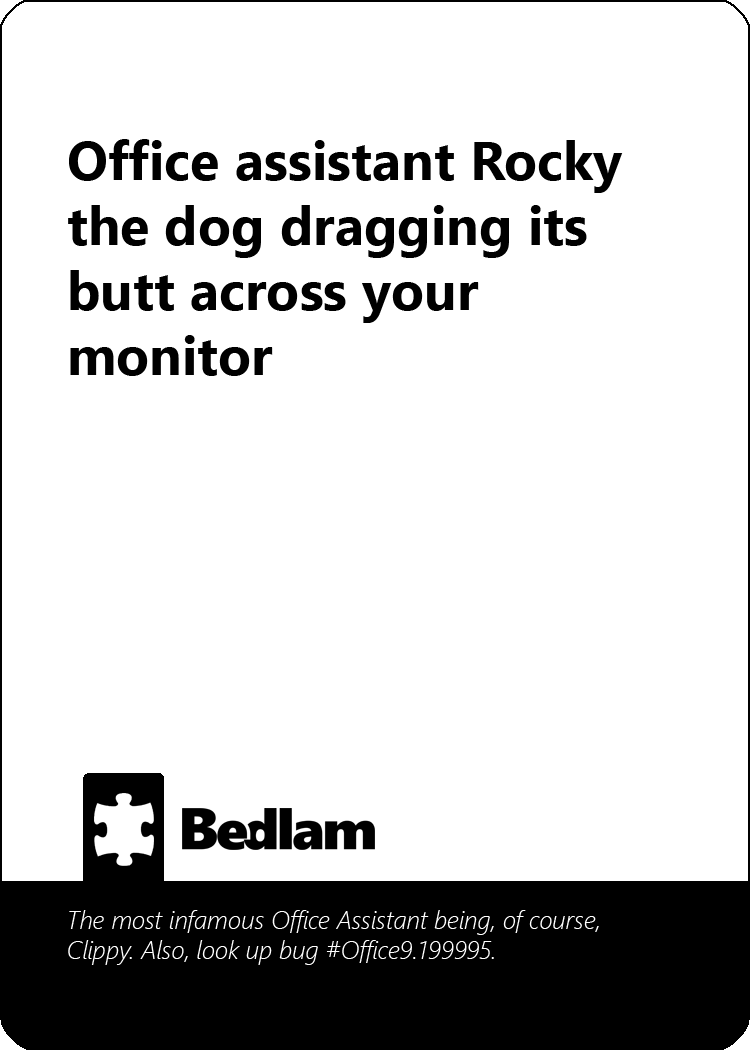 Office assistant Rocky
the dog dragging its
butt across your
monitor
Bedlam
The most infamous Office Assistant being, of course,
Clippy. Also, look up bug #Office9.199995.